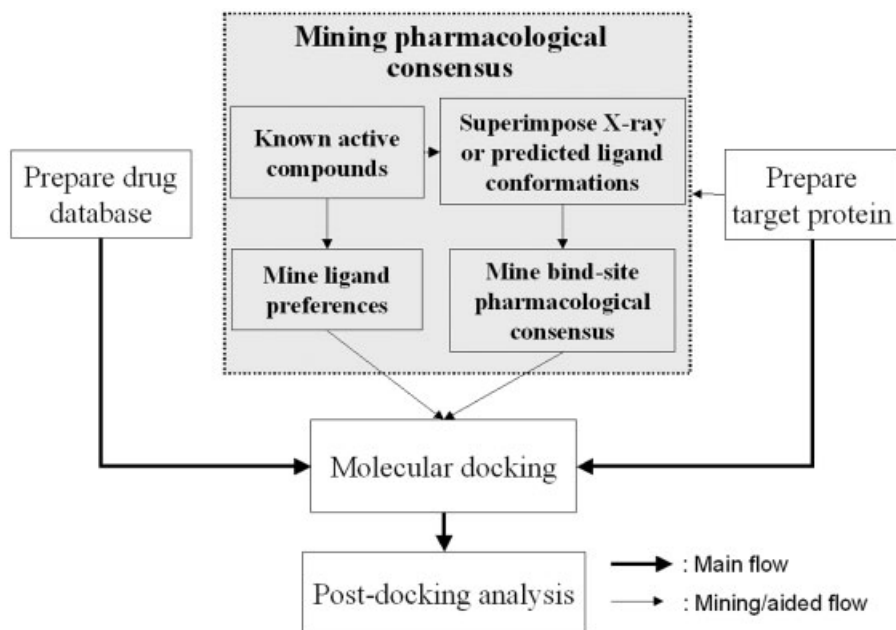 Mining pharmacological
consensus
Known active
compounds
Superimpose X-ray
or predicted ligand
conformations
Prepare drug
database
Prepare
target protein
Mine ligand
preferences
Mine bind-site
pharmacological
consensus
Molecular docking
Post-docking analysis
: Main flow
: Mining/aided flow